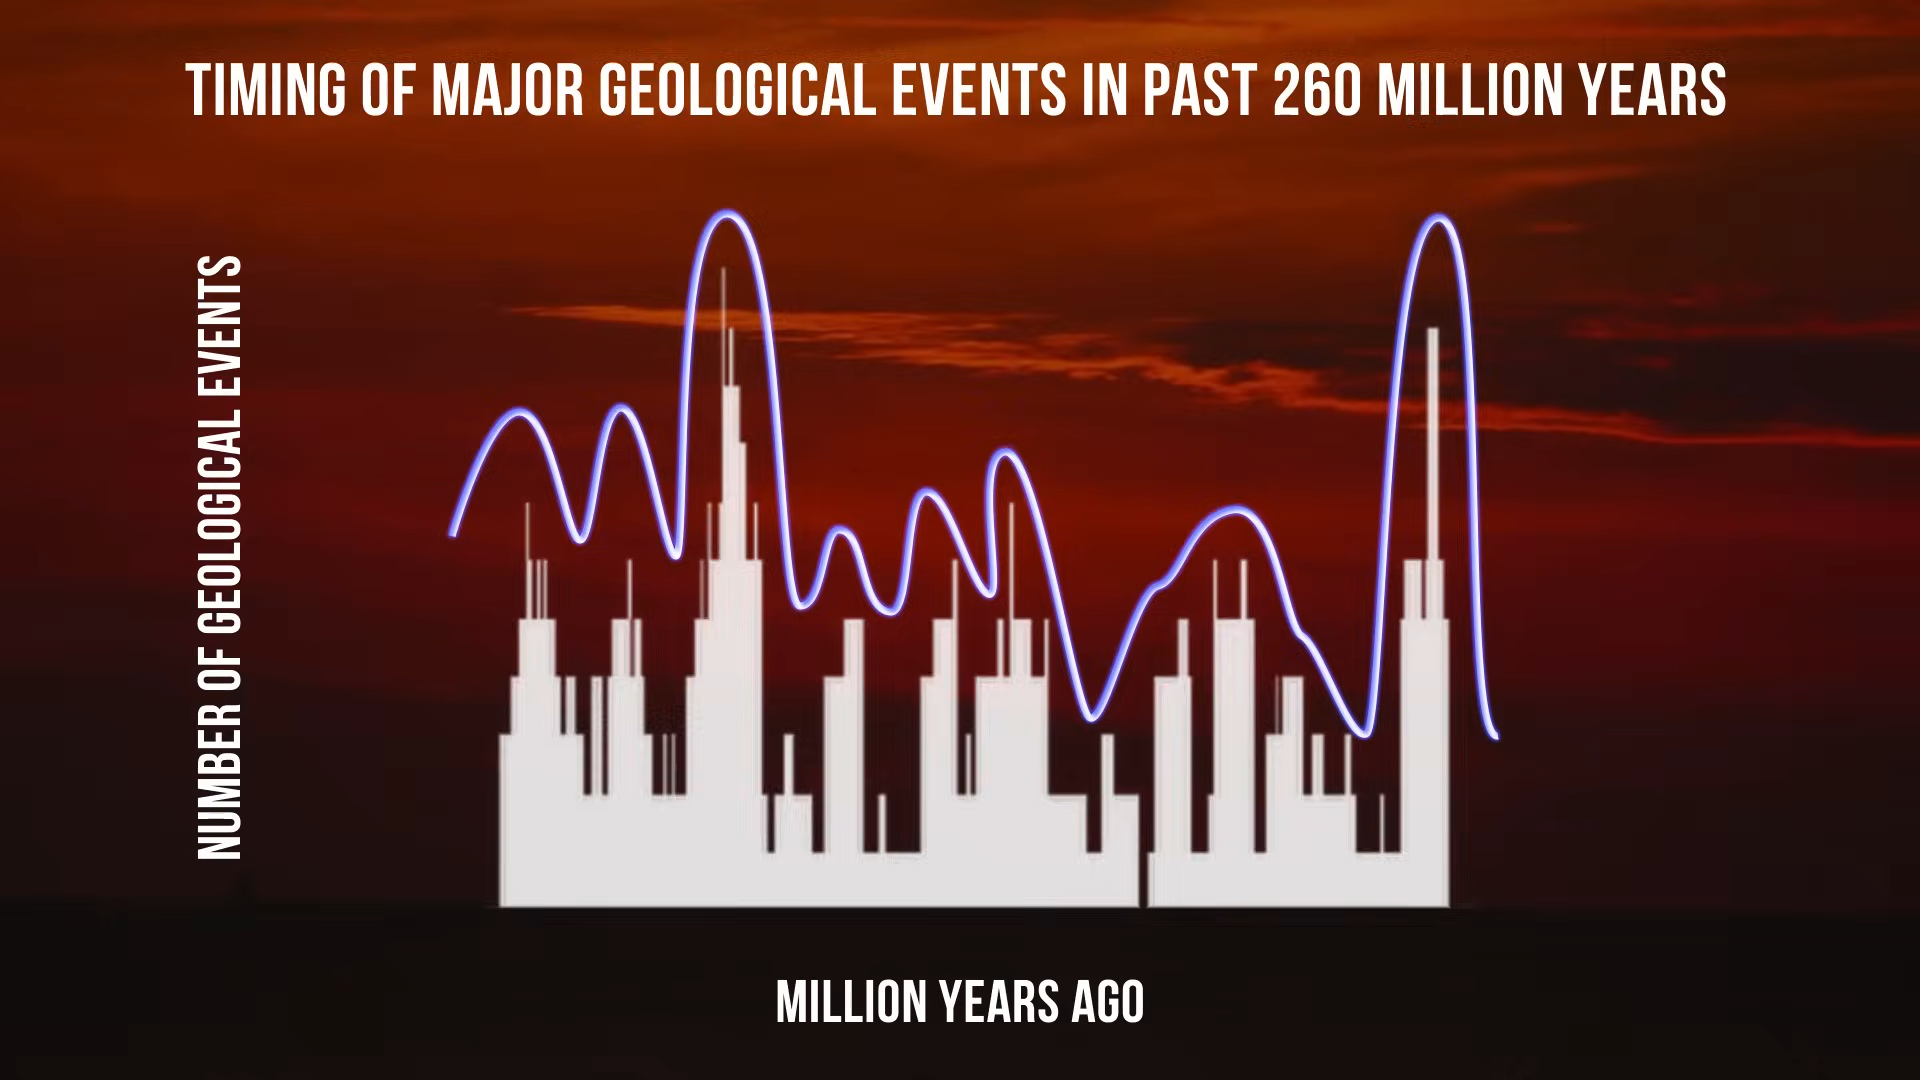 TIMING OF MAJOR GEOLOGICAL EVENTS IN PAST 260 MILLION YEARS
NUMBER OF GEOLOGICAL EVENTS
MILLION YEARS AGO